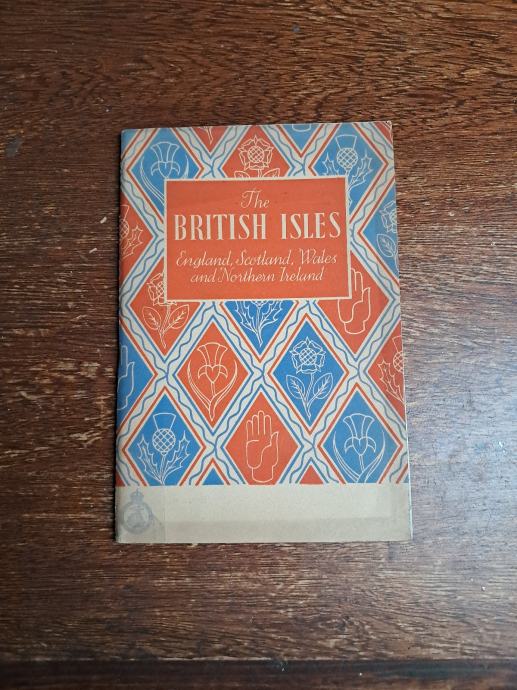 The
BRITISH ISLES
England, Scotland, Wales
and Northern Ireland